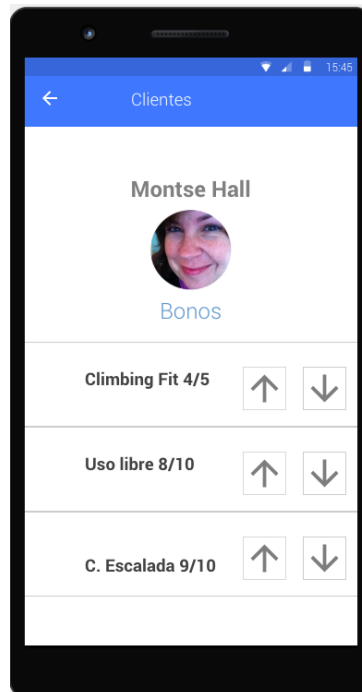 15:45
Clientes
Montse Hall
Bonos
Climbing Fit 4/5
Uso libre 8/10
C. Escalada 9/10